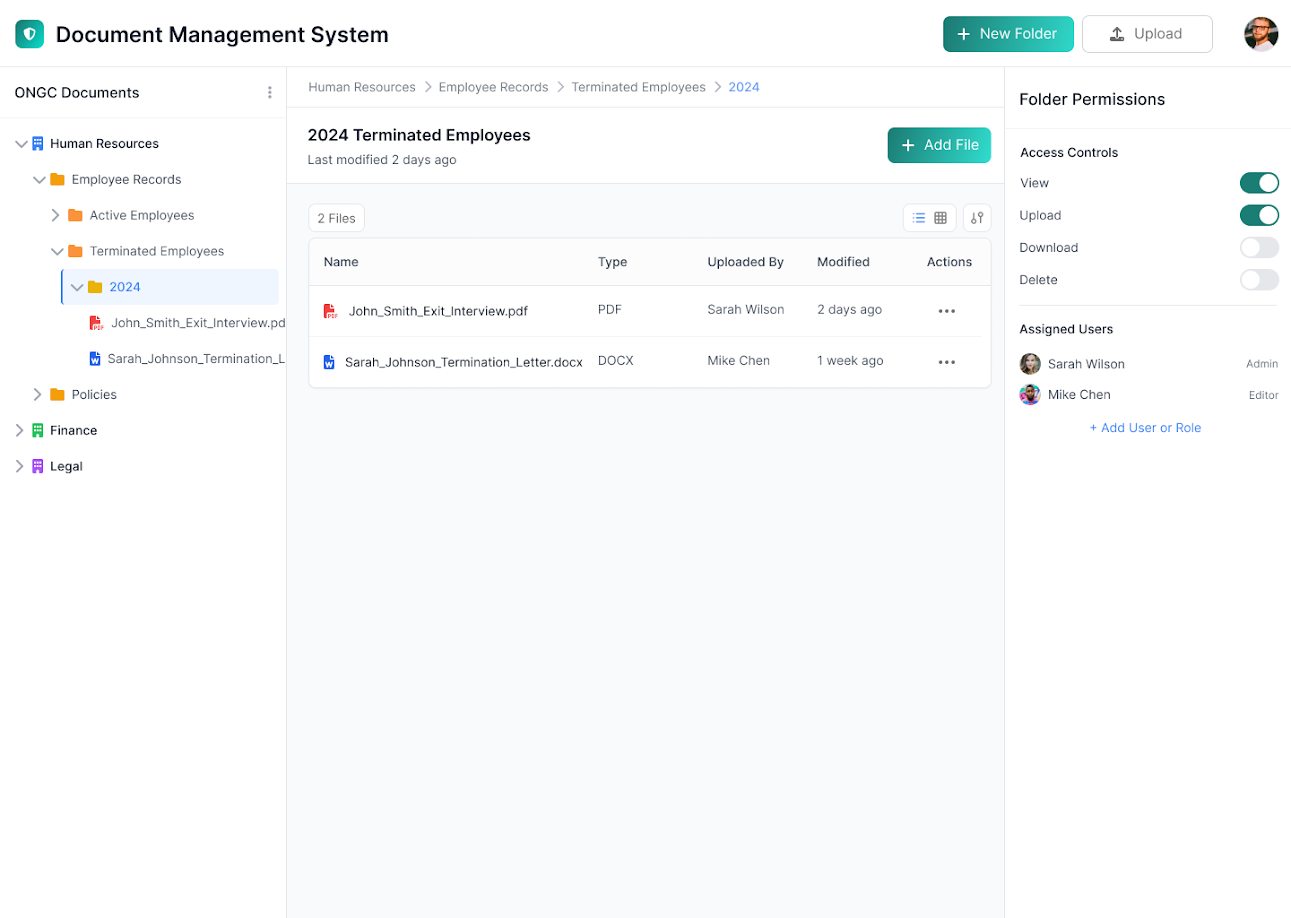 Document Management System
New Folder
Upload
ONGC Documents
Human Resources
Employee Records
Active Employees
Terminated Employees
2024
John_Smith_Exit_Interview.pd
Sarah_Johnson_Termination_L
Policies
Finance
Legal
Human Resources > Employee Records > Terminated Employees > 2024
2024 Terminated Employees
Last modified 2 days ago
Add File
2 Files
Name Type Uploaded By Modified Actions
John_Smith_Exit_Interview.pdf PDF Sarah Wilson 2 days ago
Sarah_Johnson_Termination_Letter.docx DOCX Mike Chen 1 week ago
Folder Permissions
Access Controls
View
Upload
Download
Delete
Assigned Users
Sarah Wilson Admin
Mike Chen Editor
+ Add User or Role